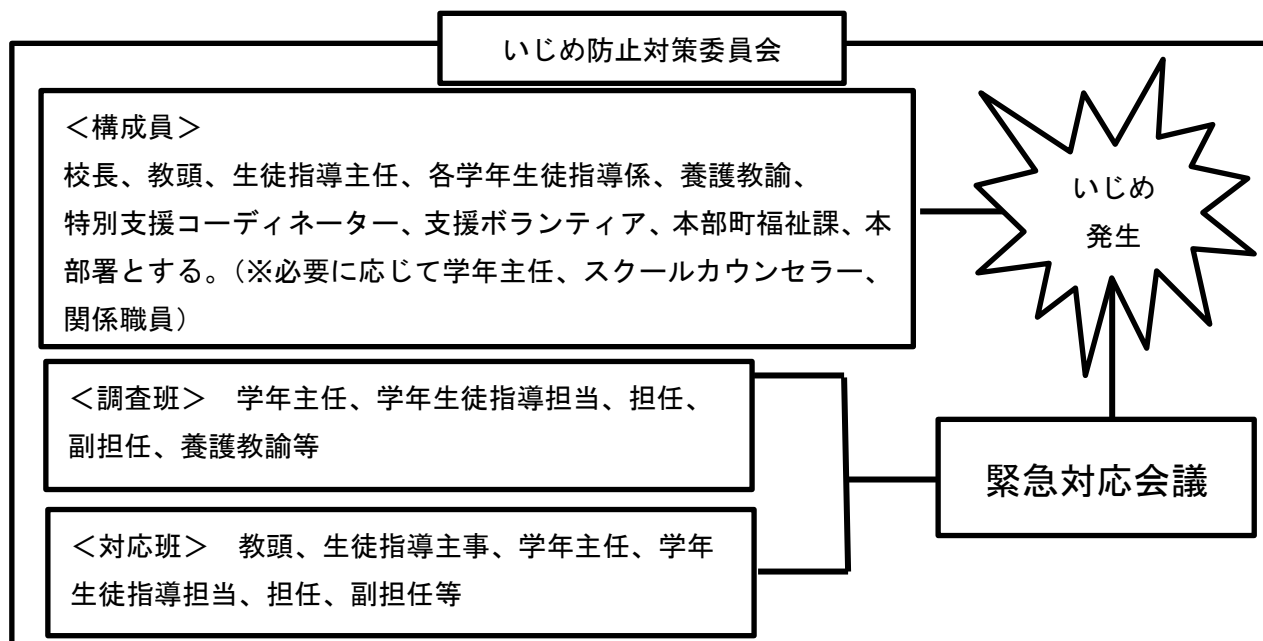 いじめ防止対策委員会
＜構成員＞
校長、教頭、生徒指導主任、各学年生徒指導係、養護教諭、
特別支援コーディネーター、支援ボランティア、本部町福祉課、本
部署とする。（※必要に応じて学年主任、スクールカウンセラー、
関係職員）
いじめ
発生
＜調査班＞　学年主任、学年生徒指導担当、担任、
副担任、養護教諭等
緊急対応会議
＜対応班＞　教頭、生徒指導主事、学年主任、学年
生徒指導担当、担任、副担任等